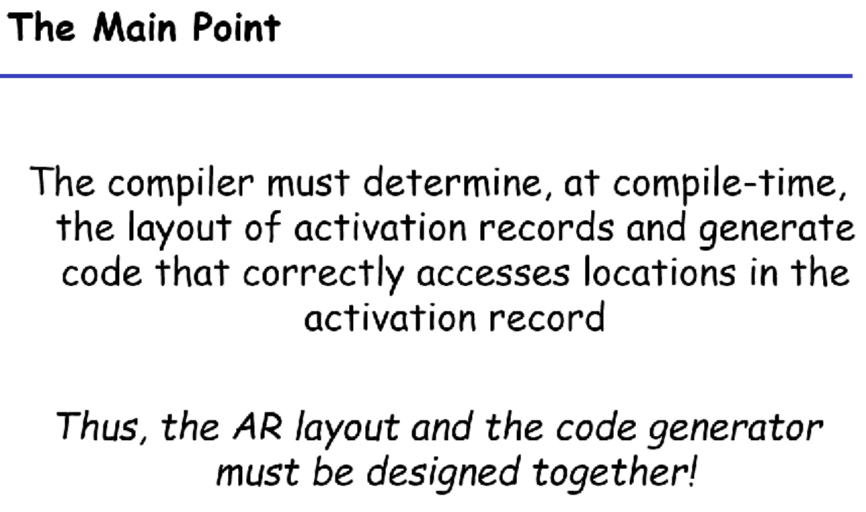 The Main Point
The compiler must determine, at compile-time,
the layout of activation records and generate
code that correctly accesses locations in the
activation record
Thus, the AR layout and the code generator
must be designed together!